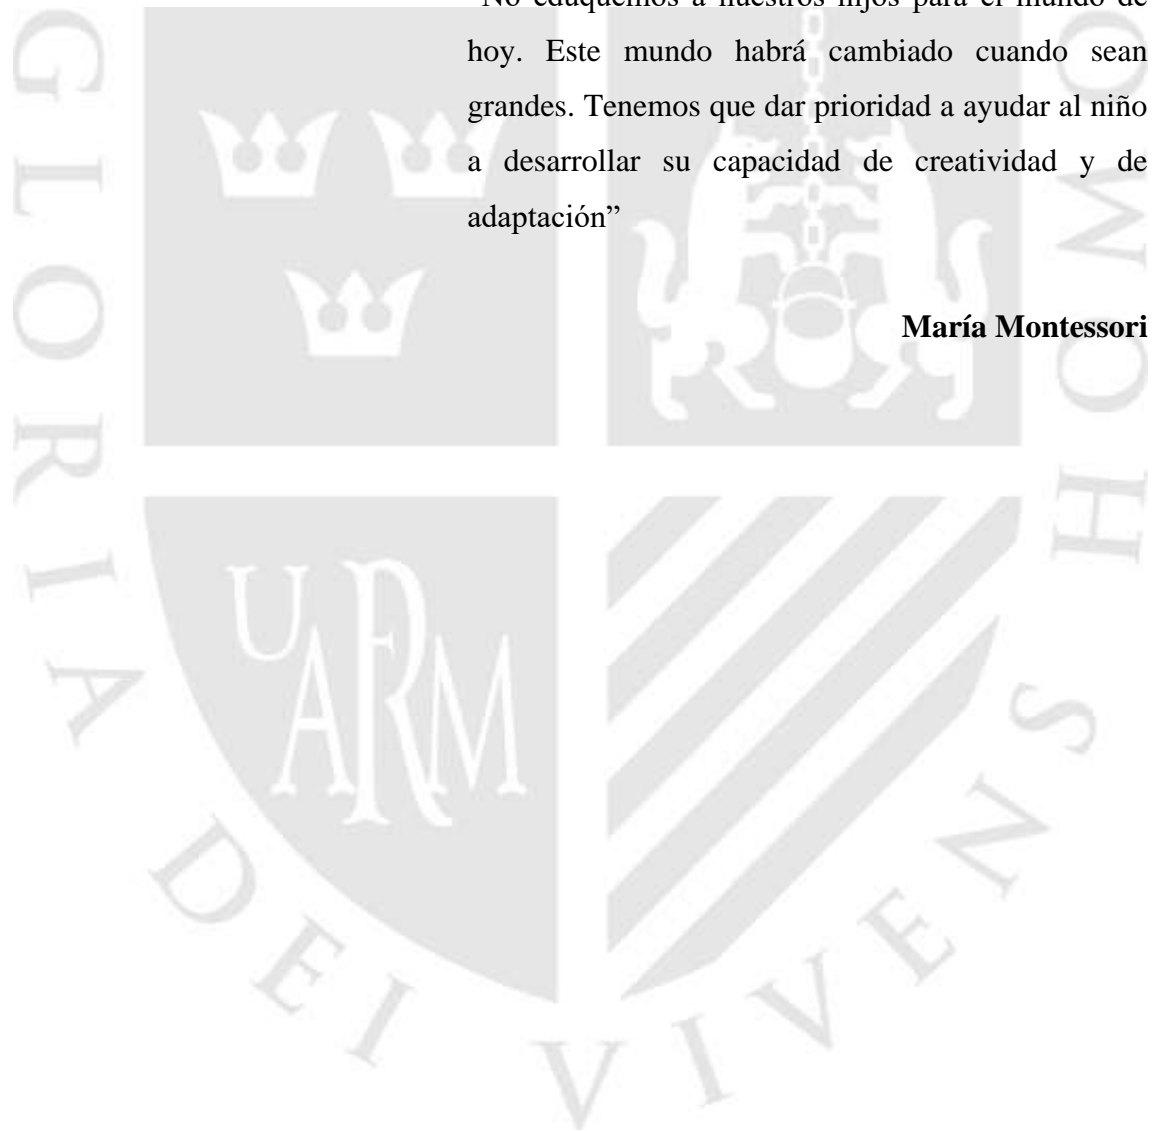 “No eduquemos a nuestros hijos para el mundo de
hoy. Este mundo habrá cambiado cuando sean
grandes. Tenemos que dar prioridad a ayudar al niño
a desarrollar su capacidad de creatividad y de
adaptación”
María Montessori
GLORIA DEI VIVENS HOMO
UARM